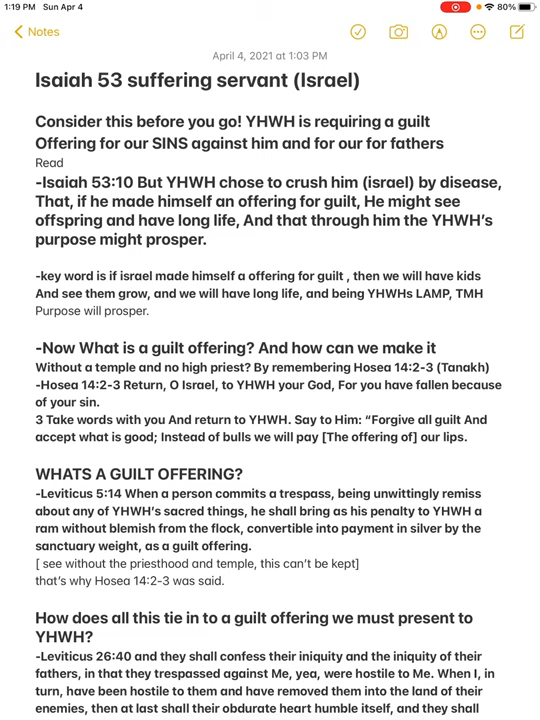 1:19 PM Sun Apr 4 80%
Notes
April 4, 2021 at 1:03 PM
Isaiah 53 suffering servant (Israel)
Consider this before you go! YHWH is requiring a guilt
Offering for our SINS against him and for our for fathers
Read
-Isaiah 53:10 But YHWH chose to crush him (israel) by disease,
That, if he made himself an offering for guilt, He might see
offspring and have long life, And that through him the YHWH's
purpose might prosper.
-key word is if israel made himself a offering for guilt , then we will have kids
And see them grow, and we will have long life, and being YHWHs LAMP, TMH
Purpose will prosper.
-Now What is a guilt offering? And how can we make it
Without a temple and no high priest? By remembering Hosea 14:2-3 (Tanakh)
-Hosea 14:2-3 Return, O Israel, to YHWH your God, For you have fallen because
of your sin.
3 Take words with you And return to YHWH. Say to Him: “Forgive all guilt And
accept what is good; Instead of bulls we will pay [The offering of] our lips.
WHATS A GUILT OFFERING?
-Leviticus 5:14 When a person commits a trespass, being unwittingly remiss
about any of YHWH's sacred things, he shall bring as his penalty to YHWH a
ram without blemish from the flock, convertible into payment in silver by the
sanctuary weight, as a guilt offering.
[ see without the priesthood and temple, this can't be kept]
that's why Hosea 14:2-3 was said.
How does all this tie in to a guilt offering we must present to
YHWH?
-Leviticus 26:40 and they shall confess their iniquity and the iniquity of their
fathers, in that they trespassed against Me, yea, were hostile to Me. When I, in
turn, have been hostile to them and have removed them into the land of their
enemies, then at last shall their obdurate heart humble itself, and they shall